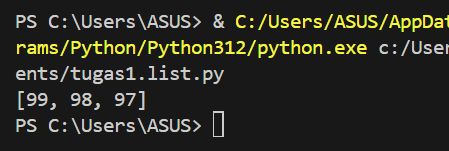 PS C:\Users\ASUS> & C:/Users/ASUS/AppDat
rams/Python/Python312/python.exe c:/User
ents/tugas1.list.py
[99, 98, 97]
PS C:\Users\ASUS>